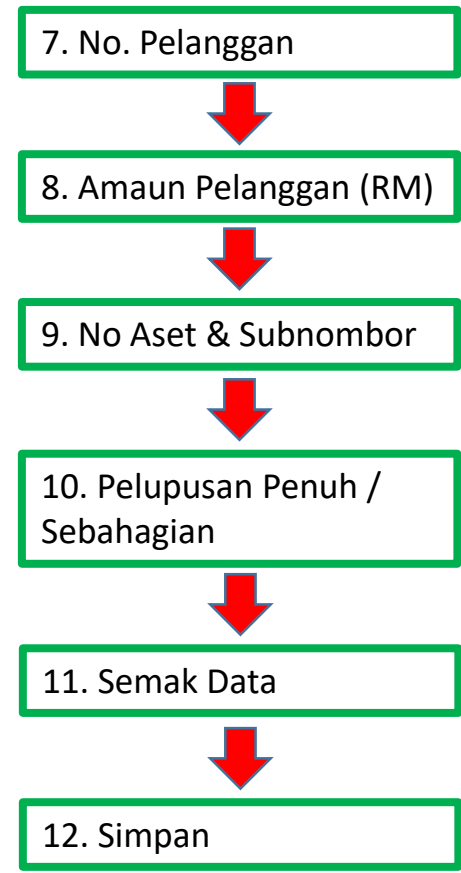 7. No. Pelanggan
8. Amaun Pelanggan (RM)
9. No Aset & Subnombor
10. Pelupusan Penuh /
Sebahagian
11. Semak Data
12. Simpan